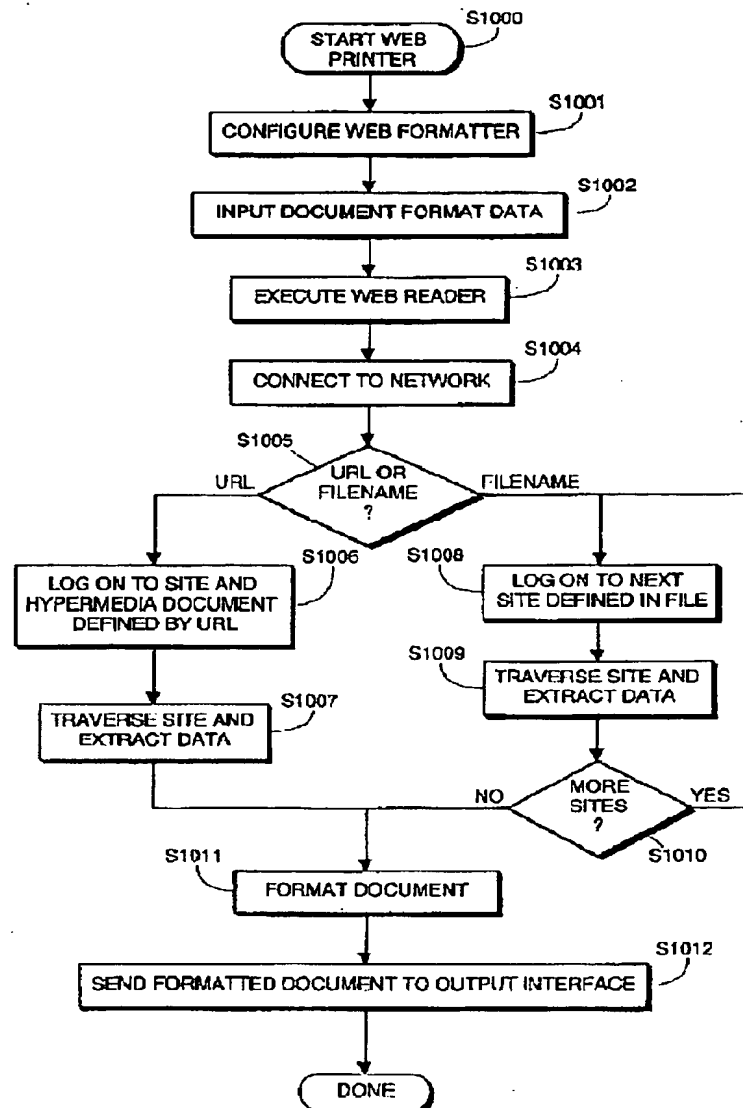 S1000
START WEB
PRINTER
S1001
CONFIGURE WEB FORMATTER
S1002
INPUT DOCUMENT FORMAT DATA
S1003
EXECUTE WEB READER
S1004
CONNECT TO NETWORK
S1005
URL OR
FILENAME
?
URL
FILENAME
S1006
LOG ON TO SITE AND
HYPERMEDIA DOCUMENT
DEFINED BY URL
S1008
LOG ON TO NEXT
SITE DEFINED IN FILE
S1007
TRAVERSE SITE AND
EXTRACT DATA
S1009
TRAVERSE SITE AND
EXTRACT DATA
NO
MORE
SITES
?
YES
S1010
S1011
FORMAT DOCUMENT
S1012
SEND FORMATTED DOCUMENT TO OUTPUT INTERFACE
DONE